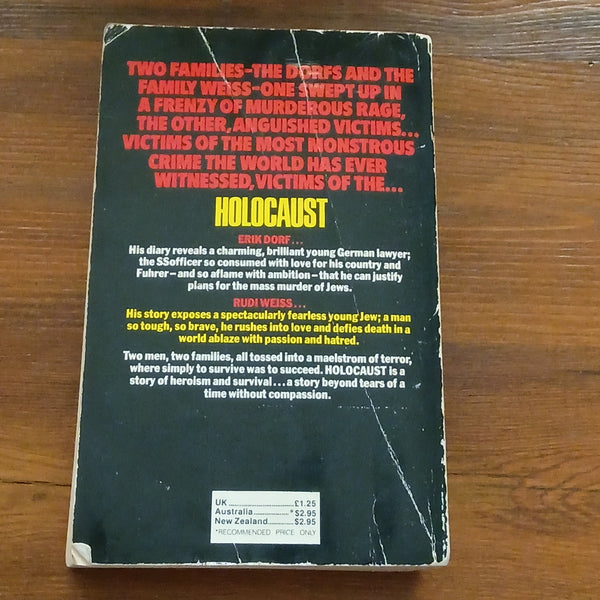 TWO FAMILIES-THE DORFS AND THE
FAMILY WEISS-ONE SWEPT UP IN
A FRENZY OF MURDEROUS RAGE,
THE OTHER, ANGUISHED VICTIMS...
VICTIMS OF THE MOST MONSTROUS
CRIME THE WORLD HAS EVER
WITNESSED, VICTIMS OF THE...
HOLOCAUST
ERIK DORF...
His diary reveals a charming, brilliant young German lawyer;
the SSofficer so consumed with love for his country and
Fuhrer-and so aflame with ambition-that he can justify
plans for the mass murder of Jews.
RUDI WEISS...
His story exposes a spectacularly fearless young Jew; a man
so tough, so brave, he rushes into love and defies death in a
world ablaze with passion and hatred.
Two men, two families, all tossed into a maelstrom of terror,
where simply to survive was to succeed. HOLOCAUST is a
story of heroism and survival...a story beyond tears of a
time without compassion.
UK £1.25
Australia *$2.95
New Zealand $2.95
*RECOMMENDED PRICE ONLY